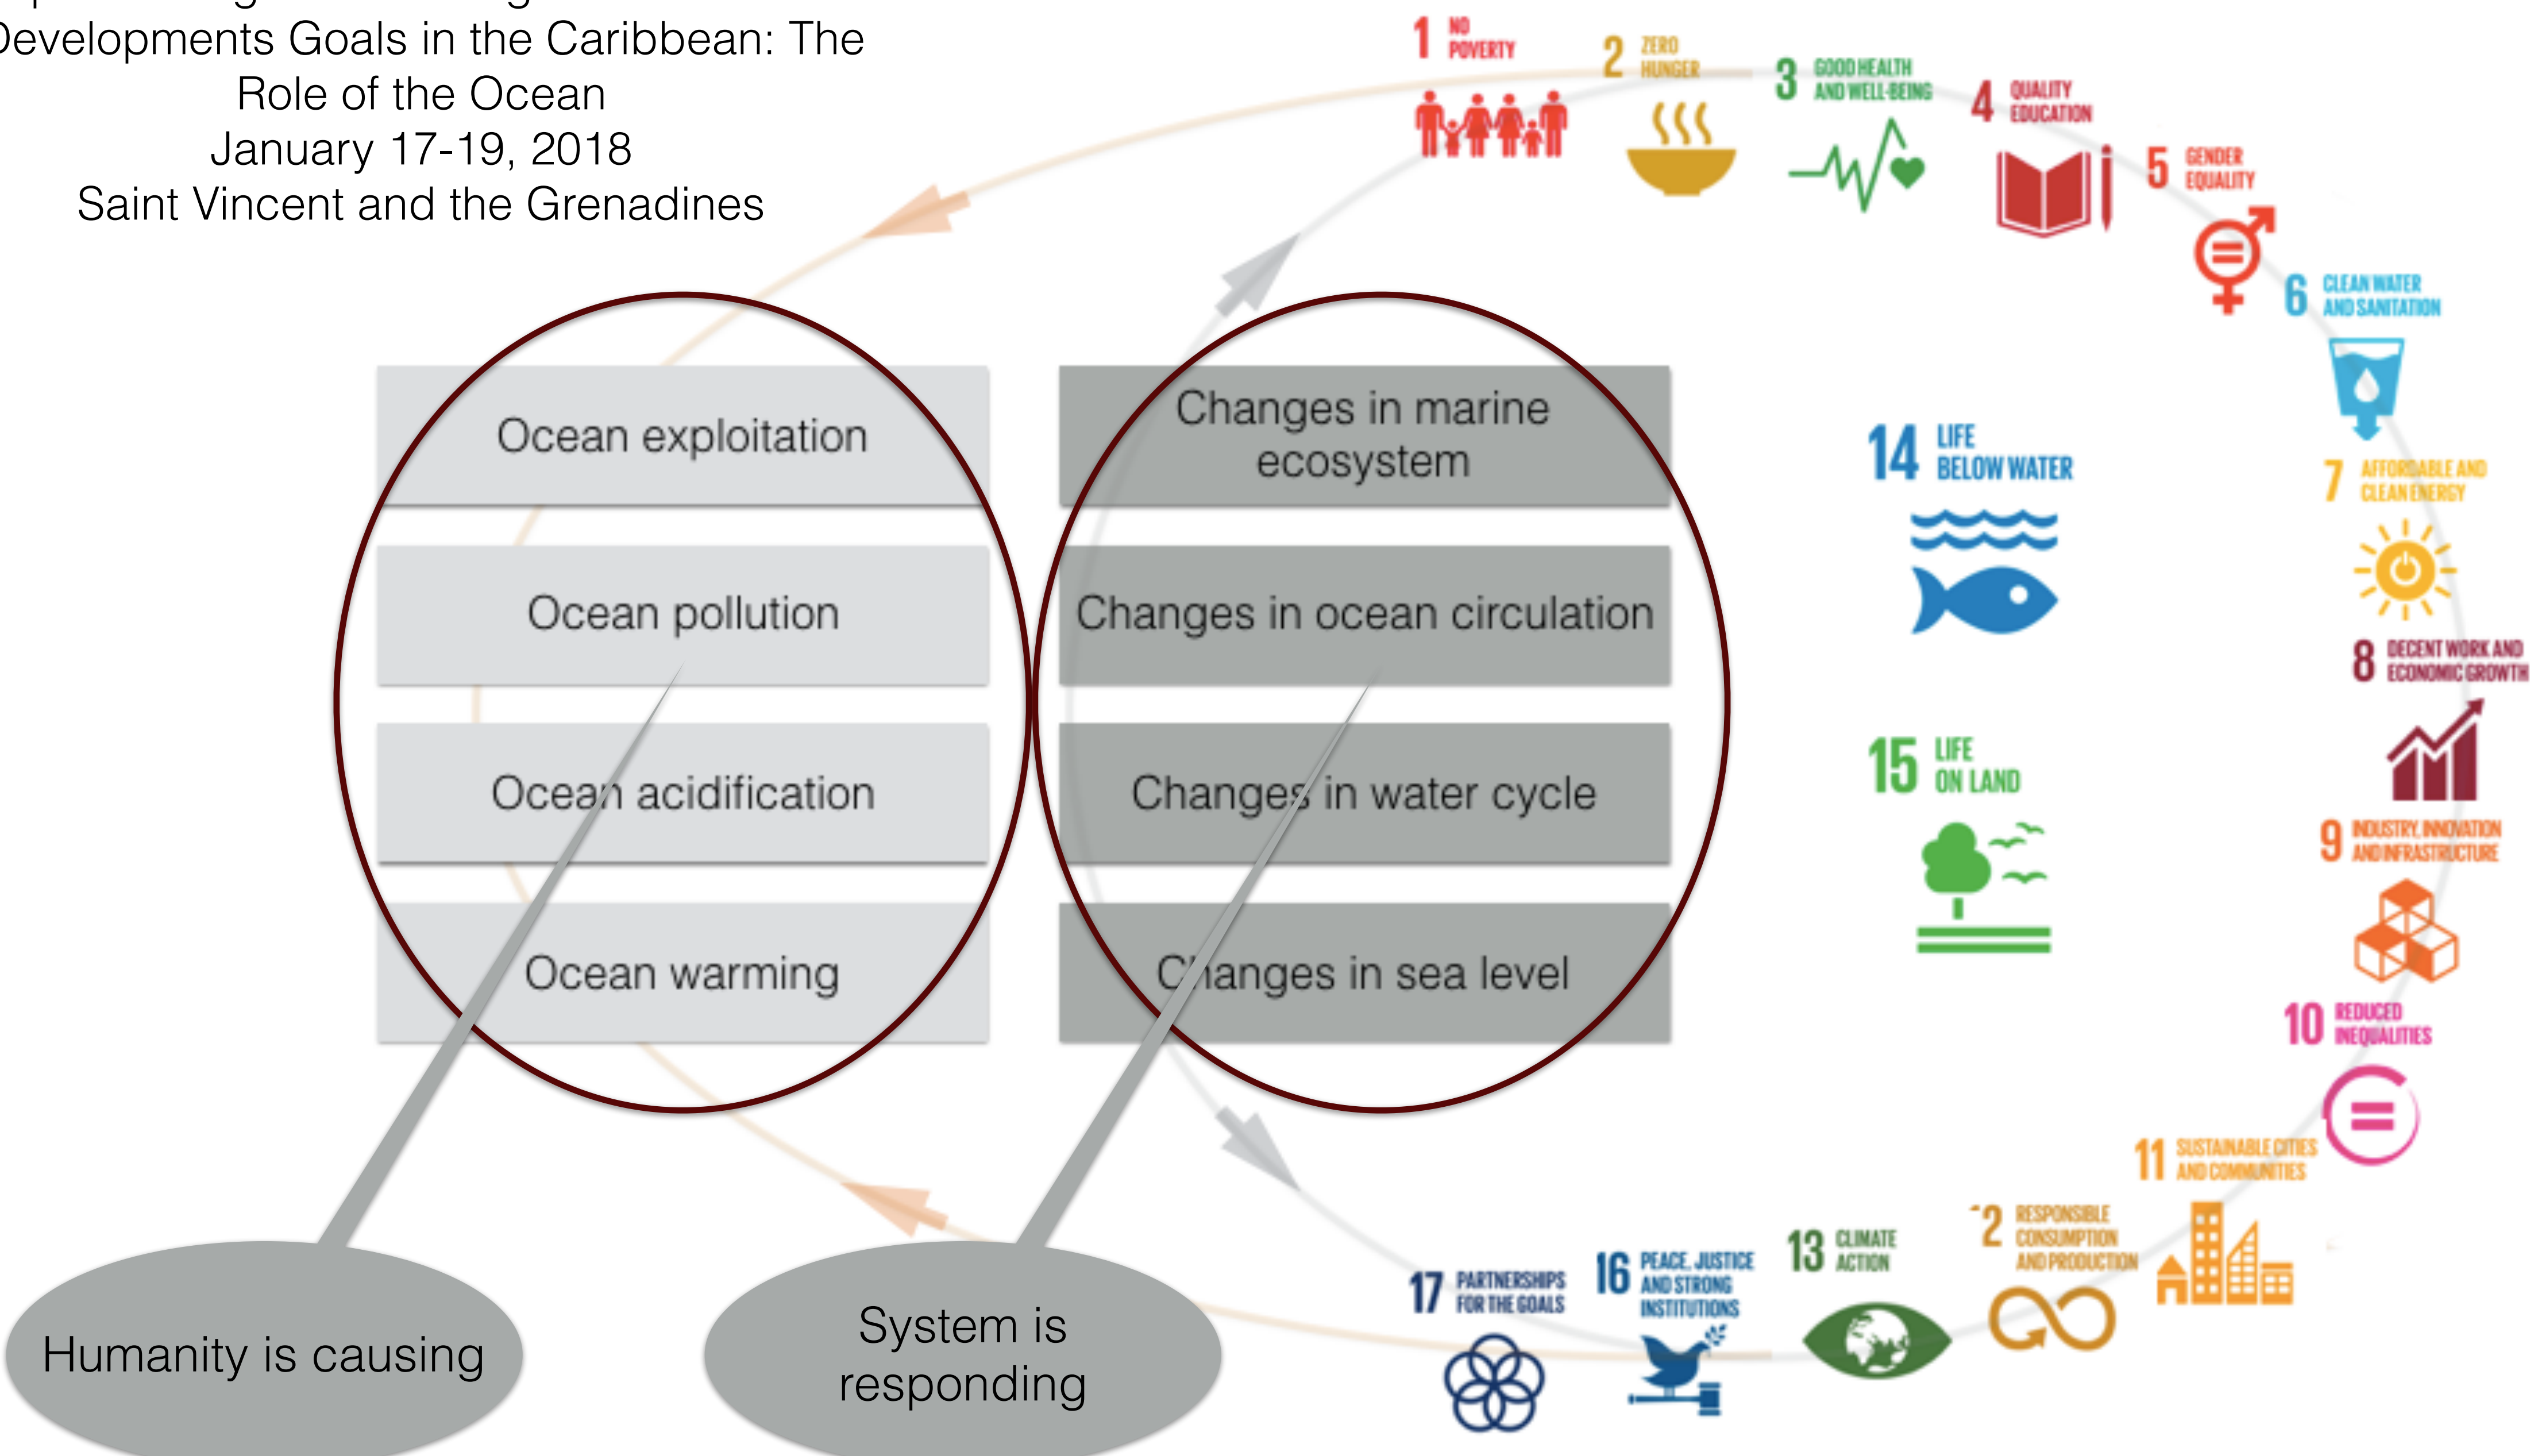 Developments Goals in the Caribbean: The
Role of the Ocean
January 17-19, 2018
Saint Vincent and the Grenadines
1 NO
POVERTY
2 ZERO
HUNGER
3 GOOD HEALTH
AND WELL-BEING
4 QUALITY
EDUCATION
5 GENDER
EQUALITY
6 CLEAN WATER
AND SANITATION
7 AFFORDABLE AND
CLEAN ENERGY
8 DECENT WORK AND
ECONOMIC GROWTH
9 INDUSTRY, INNOVATION
AND INFRASTRUCTURE
10 REDUCED
INEQUALITIES
11 SUSTAINABLE CITIES
AND COMMUNITIES
2 RESPONSIBLE
CONSUMPTION
AND PRODUCTION
13 CLIMATE
ACTION
16 PEACE, JUSTICE
AND STRONG
INSTITUTIONS
17 PARTNERSHIPS
FOR THE GOALS
14 LIFE
BELOW WATER
15 LIFE
ON LAND
Ocean exploitation
Ocean pollution
Ocean acidification
Ocean warming
Changes in marine
ecosystem
Changes in ocean circulation
Changes in water cycle
Changes in sea level
Humanity is causing
System is
responding